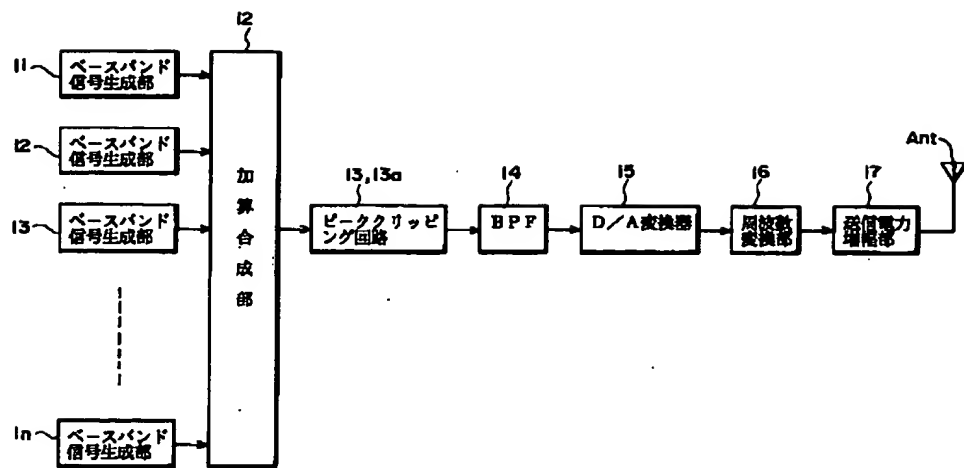 12
11
ベースバンド
信号生成部
12
ベースバンド
信号生成部
13
ベースバンド
信号生成部
1n
ベースバンド
信号生成部
加算合成部
13,13a
ピーククリッピ
ング回路
14
BPF
15
D/A変換器
16
周波数
変換部
17
送信電力
増幅部
Ant